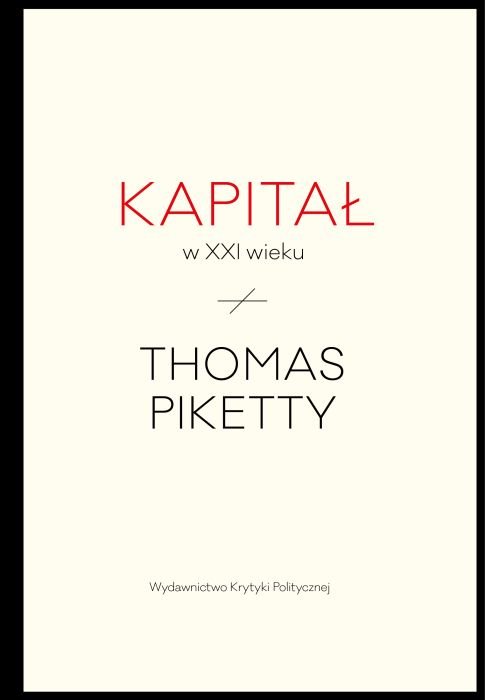 KAPITAŁ
w XXI wieku
THOMAS
PIKETTY
Wydawnictwo Krytyki Politycznej